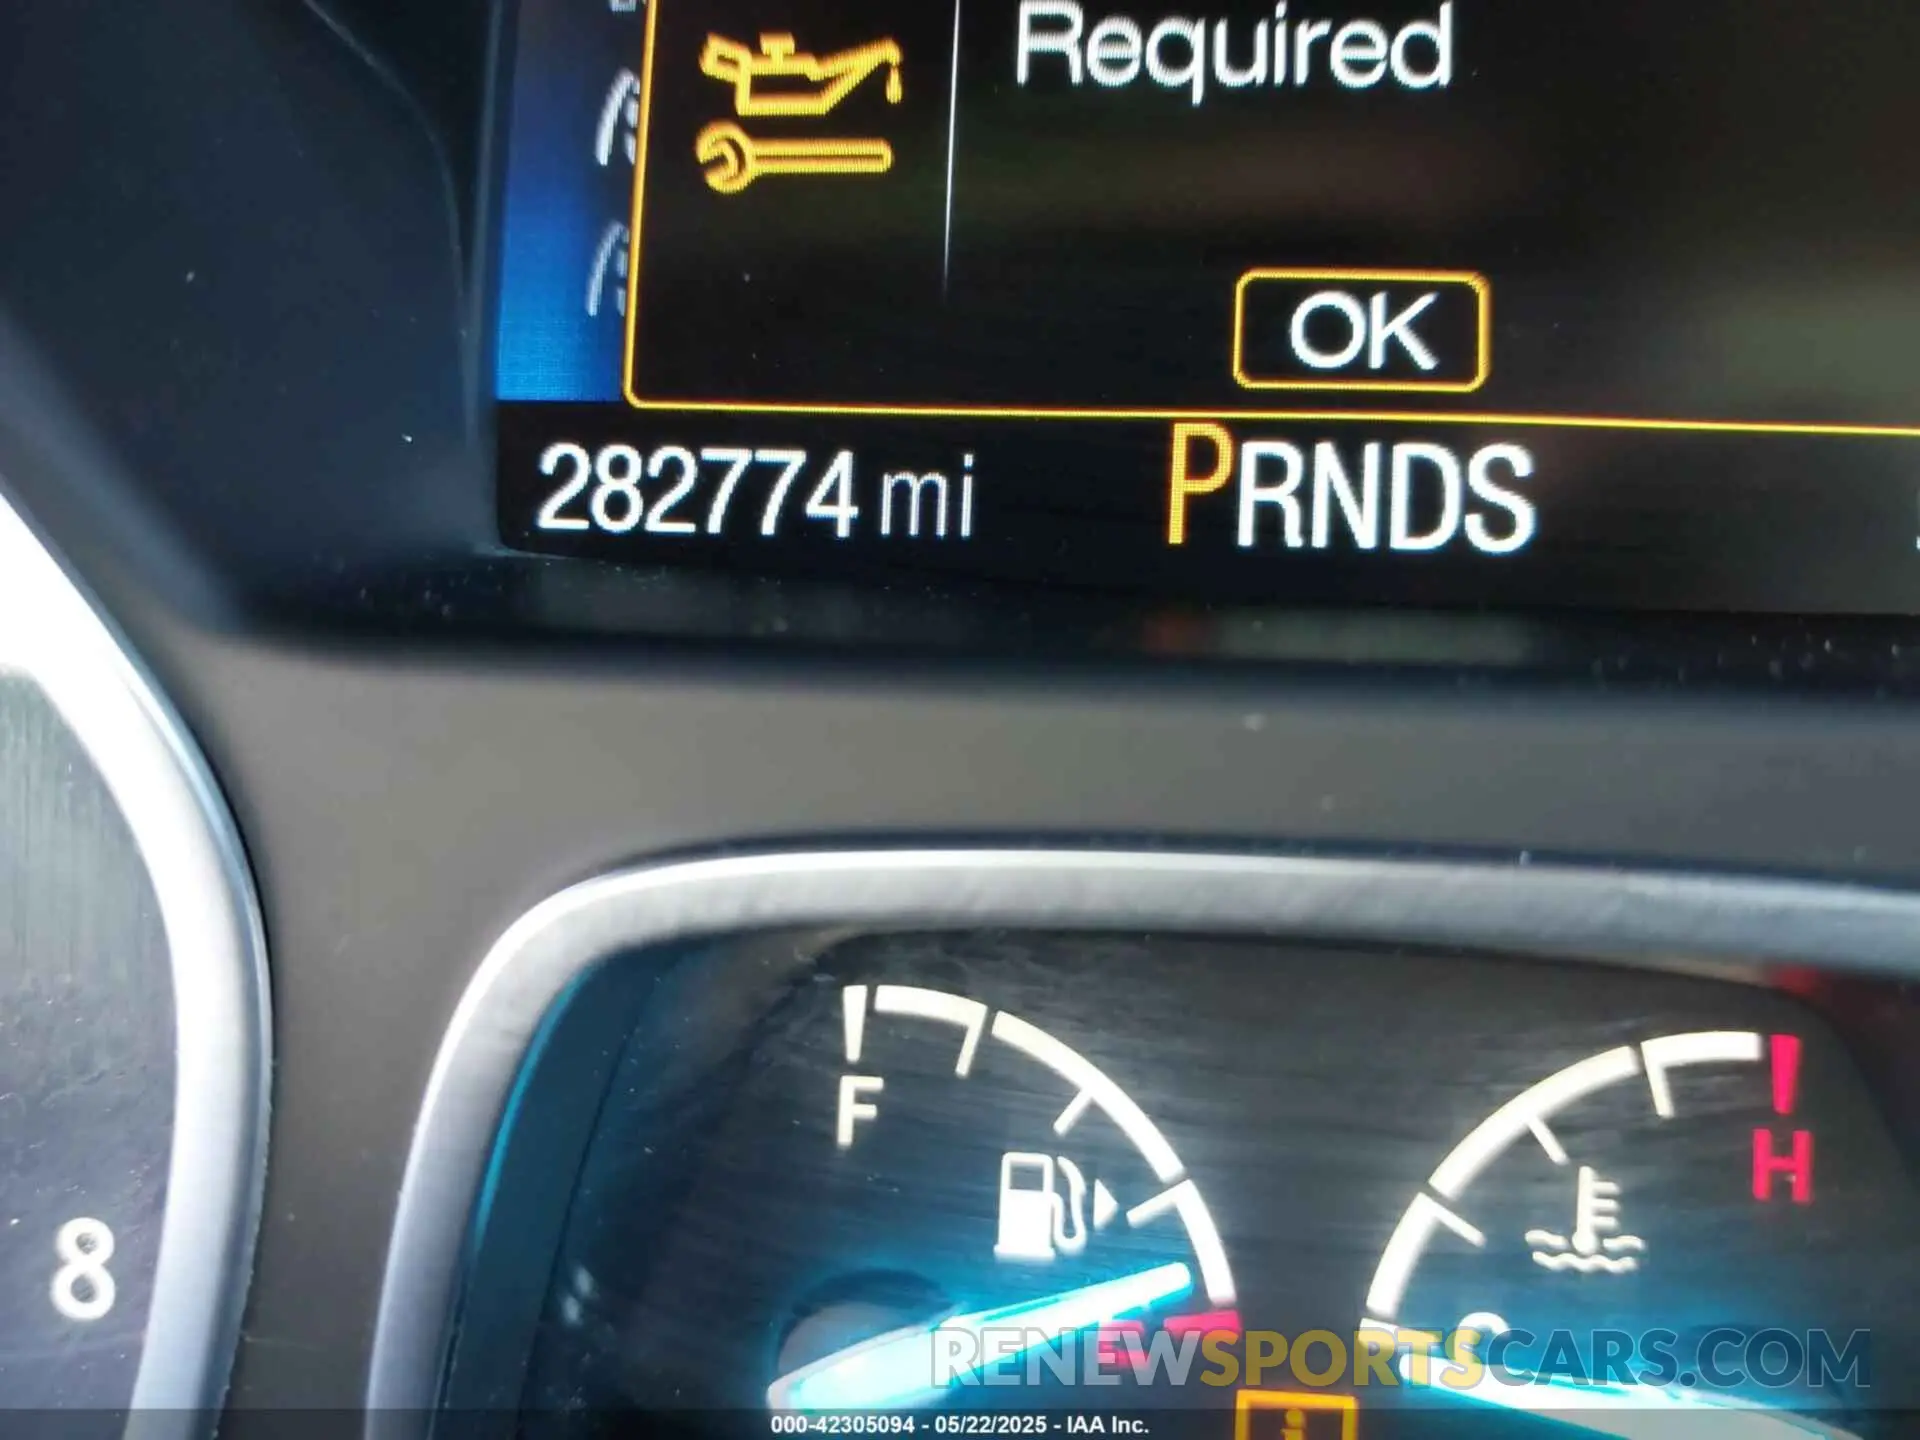 Required
OK
282774 mi
PRNDS
F
H
8
E
C
RENEWSPORTSCARS.COM
i
000-42305094 - 05/22/2025 - IAA Inc.